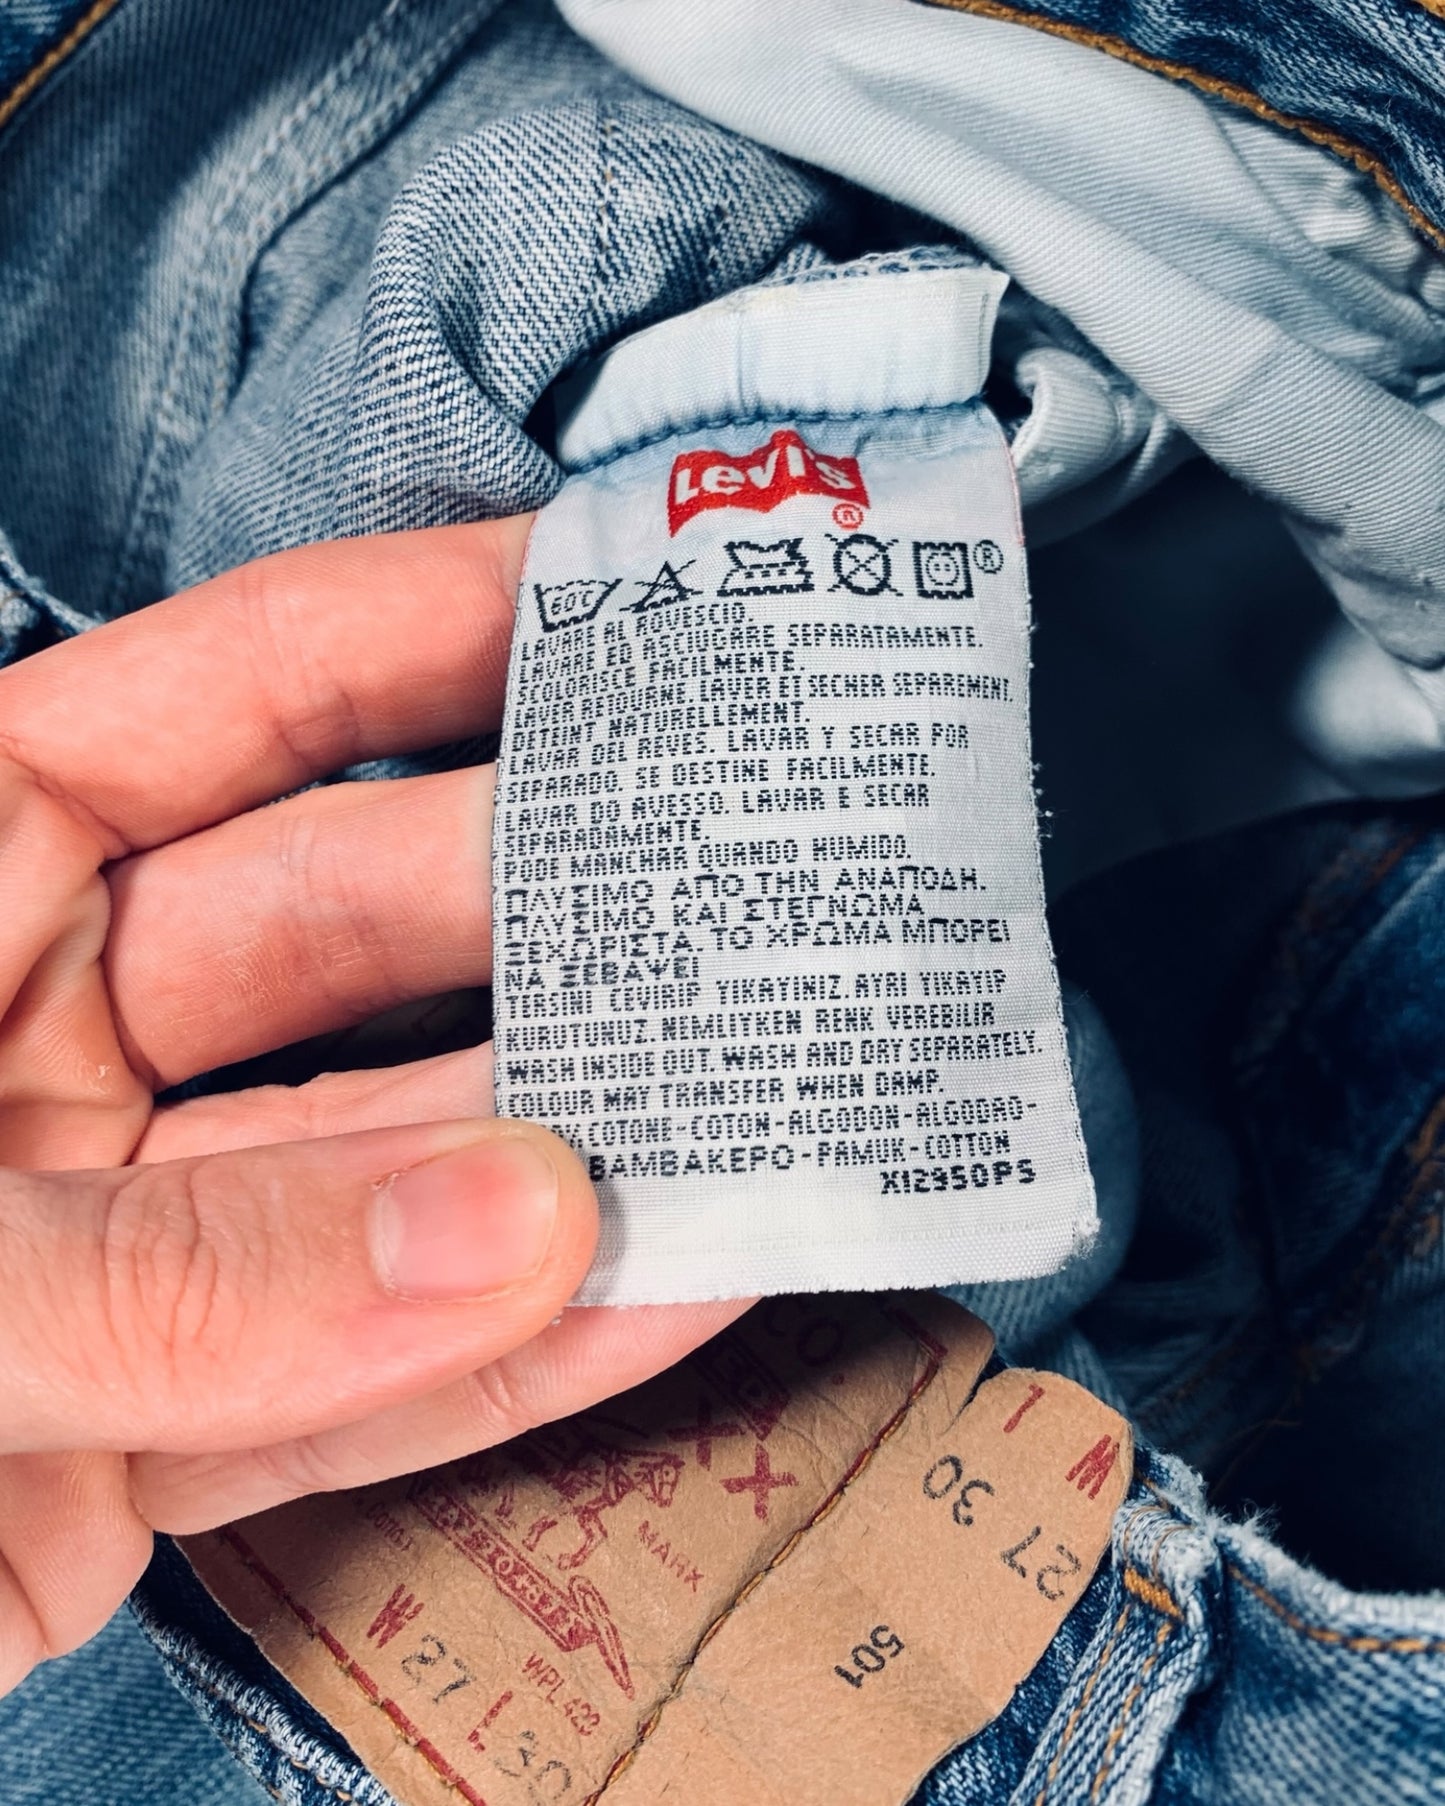 Levi's
®
60°C ®
LAVARE AL ROVESCIO.
LAVARE ED ASCIUGARE SEPARATAMENTE.
SCOLORISCE FACILMENTE.
LAVER RETOURNE. LAVER ET SECHER SEPAREMENT.
DETEINT NATURELLEMENT.
LAVAR DEL REVES. LAVAR Y SECAR POR
SEPARADO. SE DESTINE FACILMENTE.
LAVAR DO AVESSO. LAVAR E SECAR
SEPARADAMENTE.
PODE MANCHAR QUANDO HUMIDO.
ΠΛΥΣΙΜΟ ΑΠΟ ΤΗΝ ΑΝΑΠΟΔΗ.
ΠΛΥΣΙΜΟ ΚΑΙ ΣΤΕΓΝΩΜΑ
ΞΕΧΩΡΙΣΤΑ. ΤΟ ΧΡΩΜΑ ΜΠΟΡΕΙ
ΝΑ ΞΕΒΑΨΕΙ
TERSINI CEVIRIP YIKAYINIZ. AYRI YIKAYIP
KURUTUNUZ. NEMLIYKEN RENK VEREBILIR
WASH INSIDE OUT. WASH AND DRY SEPARATELY.
COLOUR MAY TRANSFER WHEN DAMP.
COTONE-COTON-ALGODON-ALGODAO-
ΒΑΜΒΑΚΕΡΟ-PAMUK-COTTON
X12950PS
CO.
XX
MARK
W 27 L 30
WPL 423
L W
30 27
501